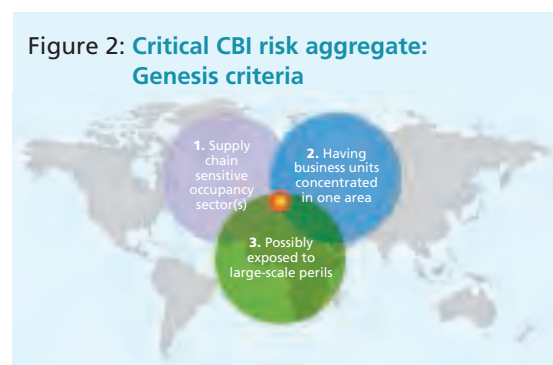 Figure 2: Critical CBI risk aggregate:
Genesis criteria
1. Supply
chain
sensitive
occupancy
sector(s)
2. Having
business units
concentrated
in one area
3. Possibly
exposed to
large-scale perils